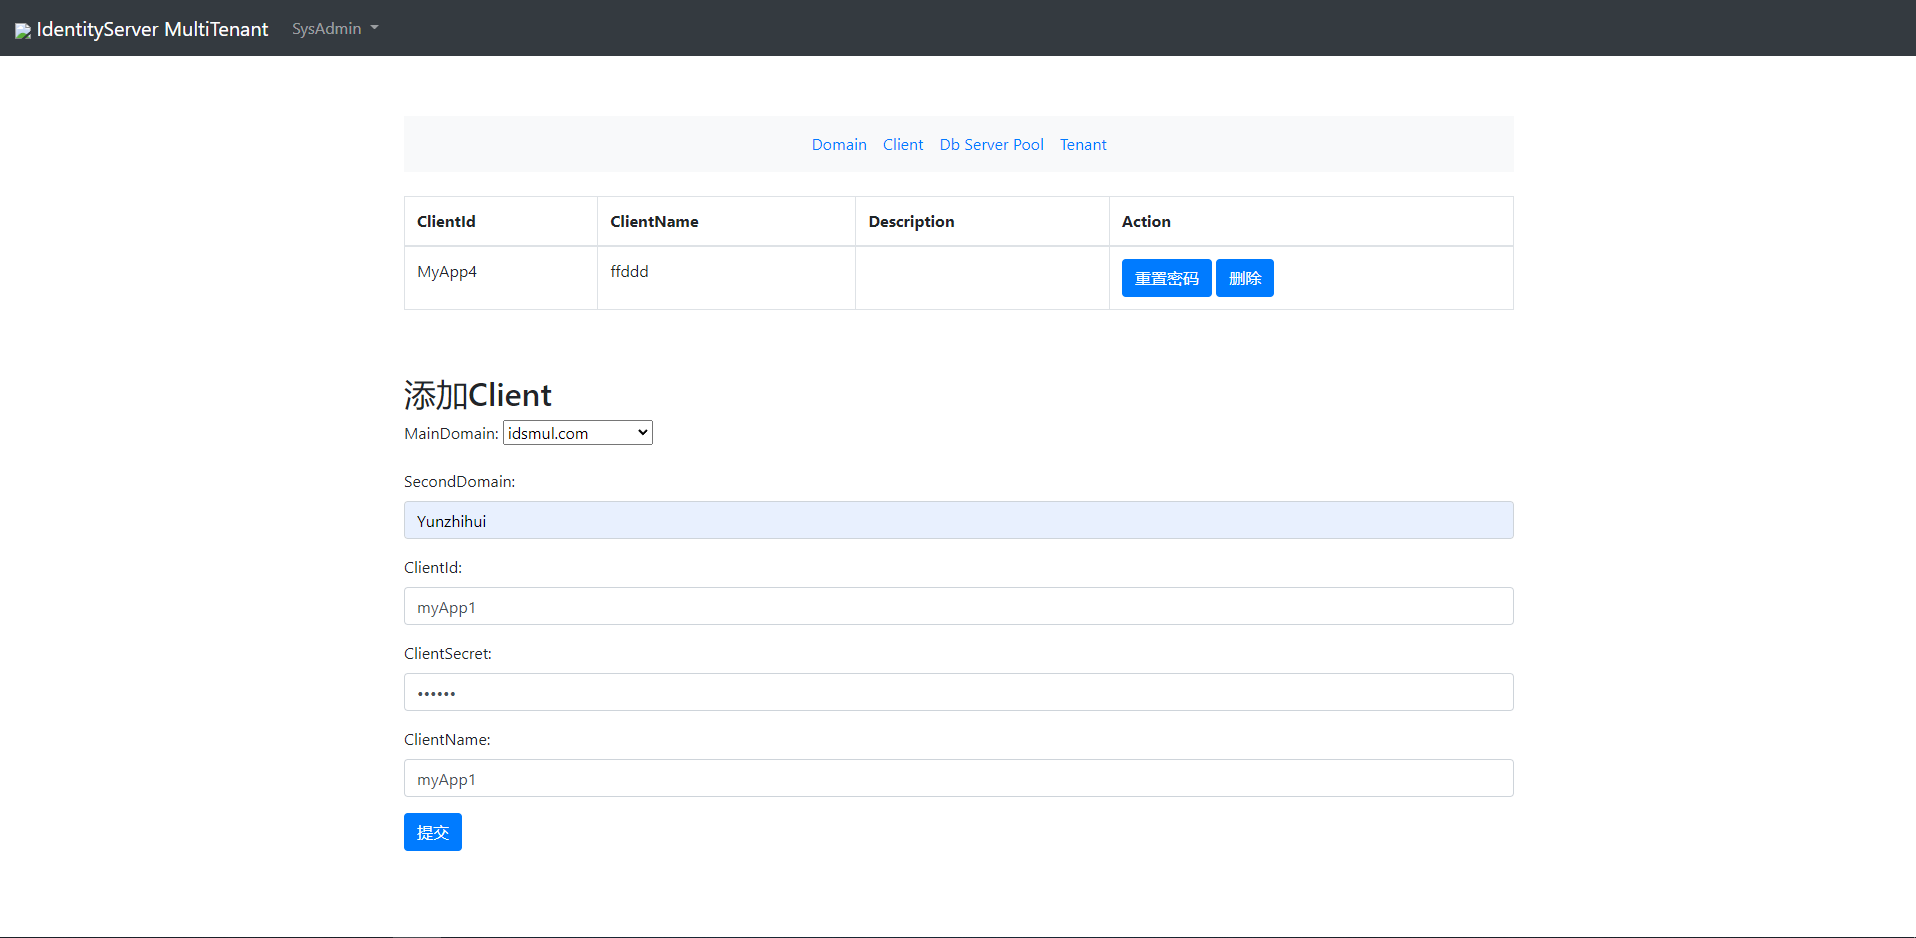 IdentityServer MultiTenant SysAdmin
Domain Client Db Server Pool Tenant
ClientId ClientName Description Action
MyApp4 ffddd 重置密码 删除
添加Client
MainDomain: idsmul.com
SecondDomain:
Yunzhihui
ClientId:
myApp1
ClientSecret:
••••••
ClientName:
myApp1
提交